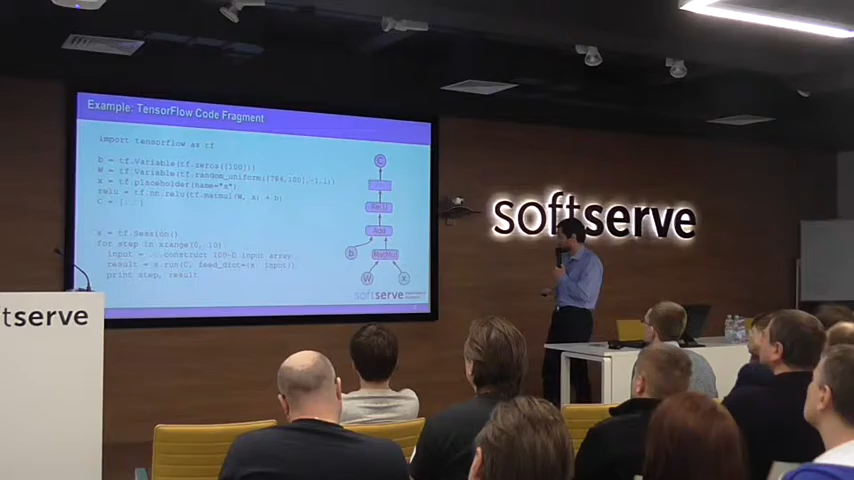 Example: TensorFlow Code Fragment
import tensorflow as tf
b = tf.Variable(tf.zeros([100]))
W = tf.Variable(tf.random_uniform([784,100],-1,1))
x = tf.placeholder(name="x")
relu = tf.nn.relu(tf.matmul(W, x) + b)
C = [...]
s = tf.Session()
for step in xrange(0, 10):
input = ...construct 100-D input array
result = s.run(C, feed_dict={x: input})
print step, result
C
...
ReLU
Add
b
MatMul
W
X
softserve
softserve
tserve